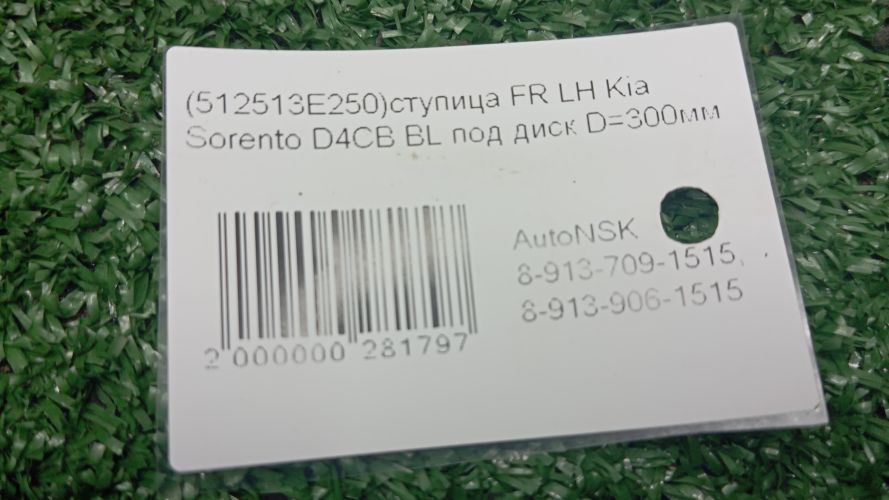 (512513E250)ступица FR LH Kia
Sorento D4CB BL под диск D=300мм
AutoNSK
8-913-709-1515,
8-913-906-1515
2 000000 281797